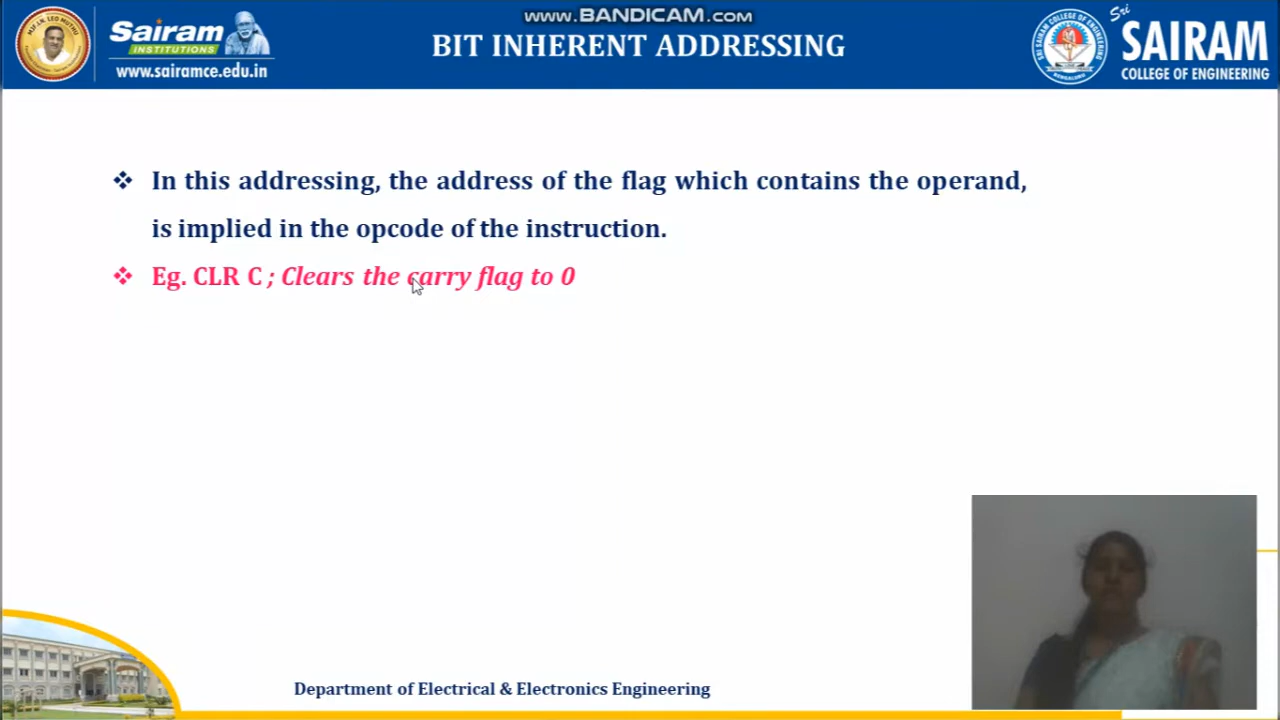 www.BANDICAM.com
Sairam
INSTITUTIONS
www.sairamce.edu.in
BIT INHERENT ADDRESSING
Sri
SAIRAM
COLLEGE OF ENGINEERING
❖ In this addressing, the address of the flag which contains the operand,
is implied in the opcode of the instruction.
❖ Eg. CLR C ; Clears the carry flag to 0
Department of Electrical & Electronics Engineering